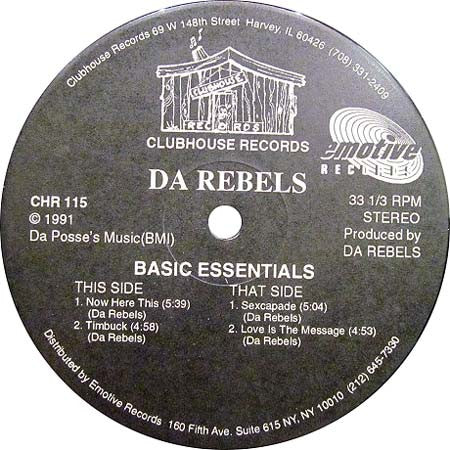 Clubhouse Records 69 W 148th Street Harvey, IL 60426 (708) 331-2409
CLUBHOUSE
RECORDS
CLUBHOUSE RECORDS
emotive
RECORDS
DA REBELS
CHR 115
© 1991
Da Posse's Music(BMI)
33 1/3 RPM
STEREO
Produced by
DA REBELS
BASIC ESSENTIALS
THIS SIDE
1. Now Here This (5:39)
(Da Rebels)
2. Timbuck (4:58)
(Da Rebels)
THAT SIDE
1. Sexcapade (5:04)
(Da Rebels)
2. Love Is The Message (4:53)
(Da Rebels)
Distributed by Emotive Records 160 Fifth Ave. Suite 615 NY, NY 10010 (212) 645-7330